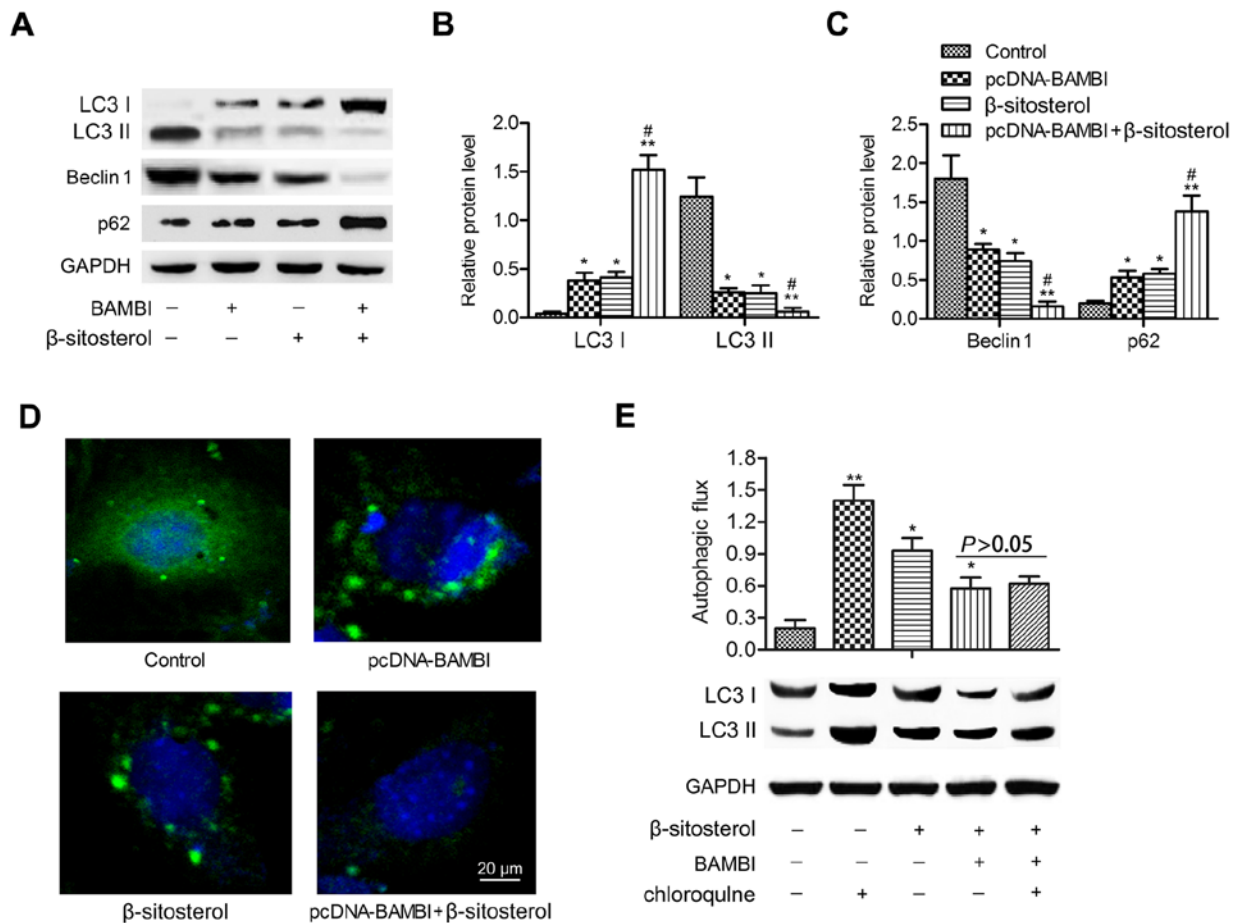 A
LC3 I
LC3 II
Beclin 1
p62
GAPDH
BAMBI – + – +
β-sitosterol – – + +
B
Relative protein level
2.0
1.5
1.0
0.5
0.0
* * # **
* * # **
LC3 I LC3 II
C
Control
pcDNA-BAMBI
β-sitosterol
pcDNA-BAMBI+β-sitosterol
Relative protein level
2.5
2.0
1.5
1.0
0.5
0.0
* * # **
* * # **
Beclin 1 p62
D
Control
pcDNA-BAMBI
β-sitosterol
pcDNA-BAMBI+β-sitosterol
20 µm
E
Autophagic flux
1.8
1.5
1.2
0.9
0.6
0.3
0.0
**
*
*
P>0.05
LC3 I
LC3 II
GAPDH
β-sitosterol – – + + +
BAMBI – – – + +
chloroqulne – + – – +